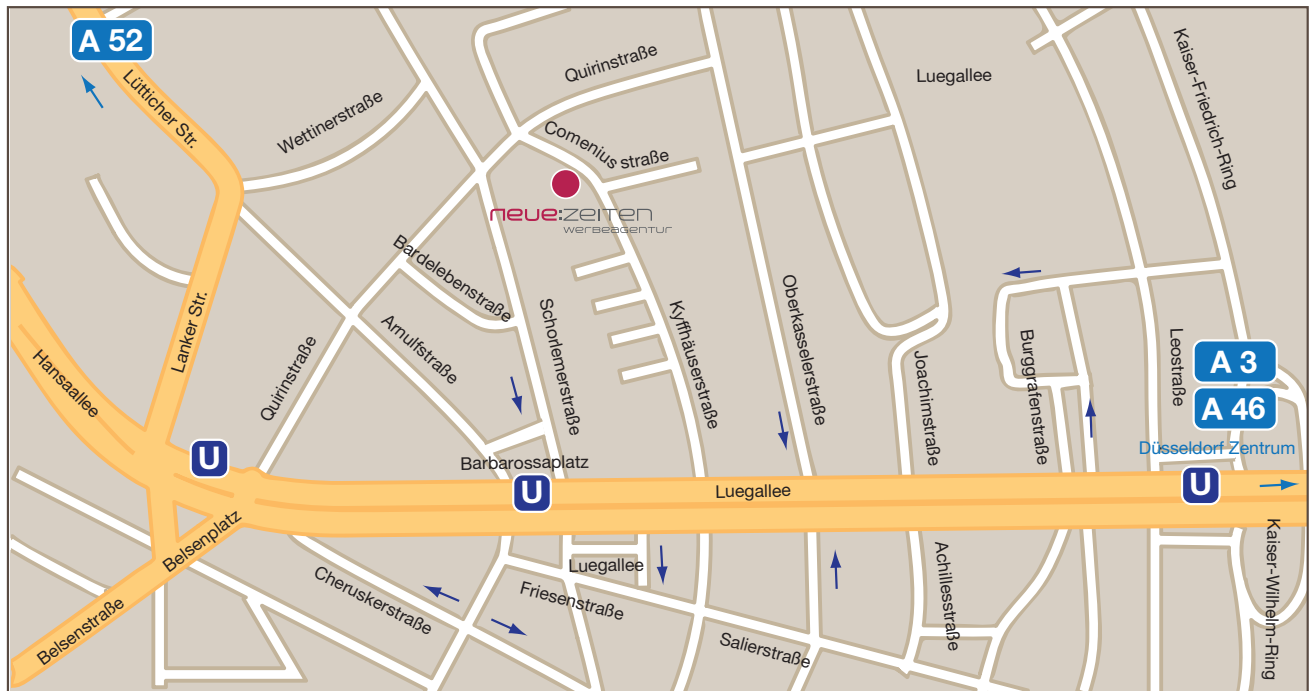 A 52
Lütticher Str.
Wettinerstraße
Quirinstraße
Comenius straße
Luegallee
Kaiser-Friedrich-Ring
neue:zeiten
werbeagentur
Bardelebenstraße
Schorlemerstraße
Kyffhäuserstraße
Oberkasselerstraße
Joachimstraße
Burggrafenstraße
Leostraße
A 3
A 46
Düsseldorf Zentrum
Hansaallee
Lanker Str.
Quirinstraße
Arnulfstraße
Barbarossaplatz
U
U
Luegallee
U
Belsenplatz
Belsenstraße
Cheruskerstraße
Luegallee
Friesenstraße
Salierstraße
Achillesstraße
Kaiser-Wilhelm-Ring